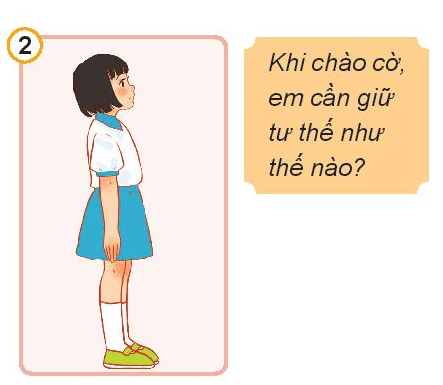 2
Khi chào cờ,
em cần giữ
tư thế như
thế nào?